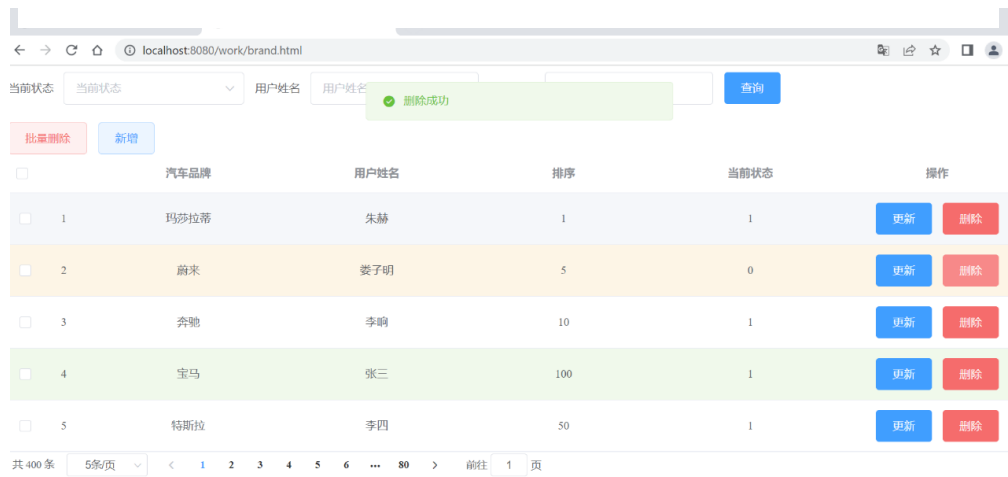 localhost:8080/work/brand.html
当前状态 当前状态 用户姓名 用户姓名 查询
删除成功
批量删除 新增
汽车品牌 用户姓名 排序 当前状态 操作
1 玛莎拉蒂 朱赫 1 1 更新 删除
2 蔚来 娄子明 5 0 更新 删除
3 奔驰 李晌 10 1 更新 删除
4 宝马 张三 100 1 更新 删除
5 特斯拉 李四 50 1 更新 删除
共 400 条 5条/页 < 1 2 3 4 5 6 ••• 80 > 前往 1 页